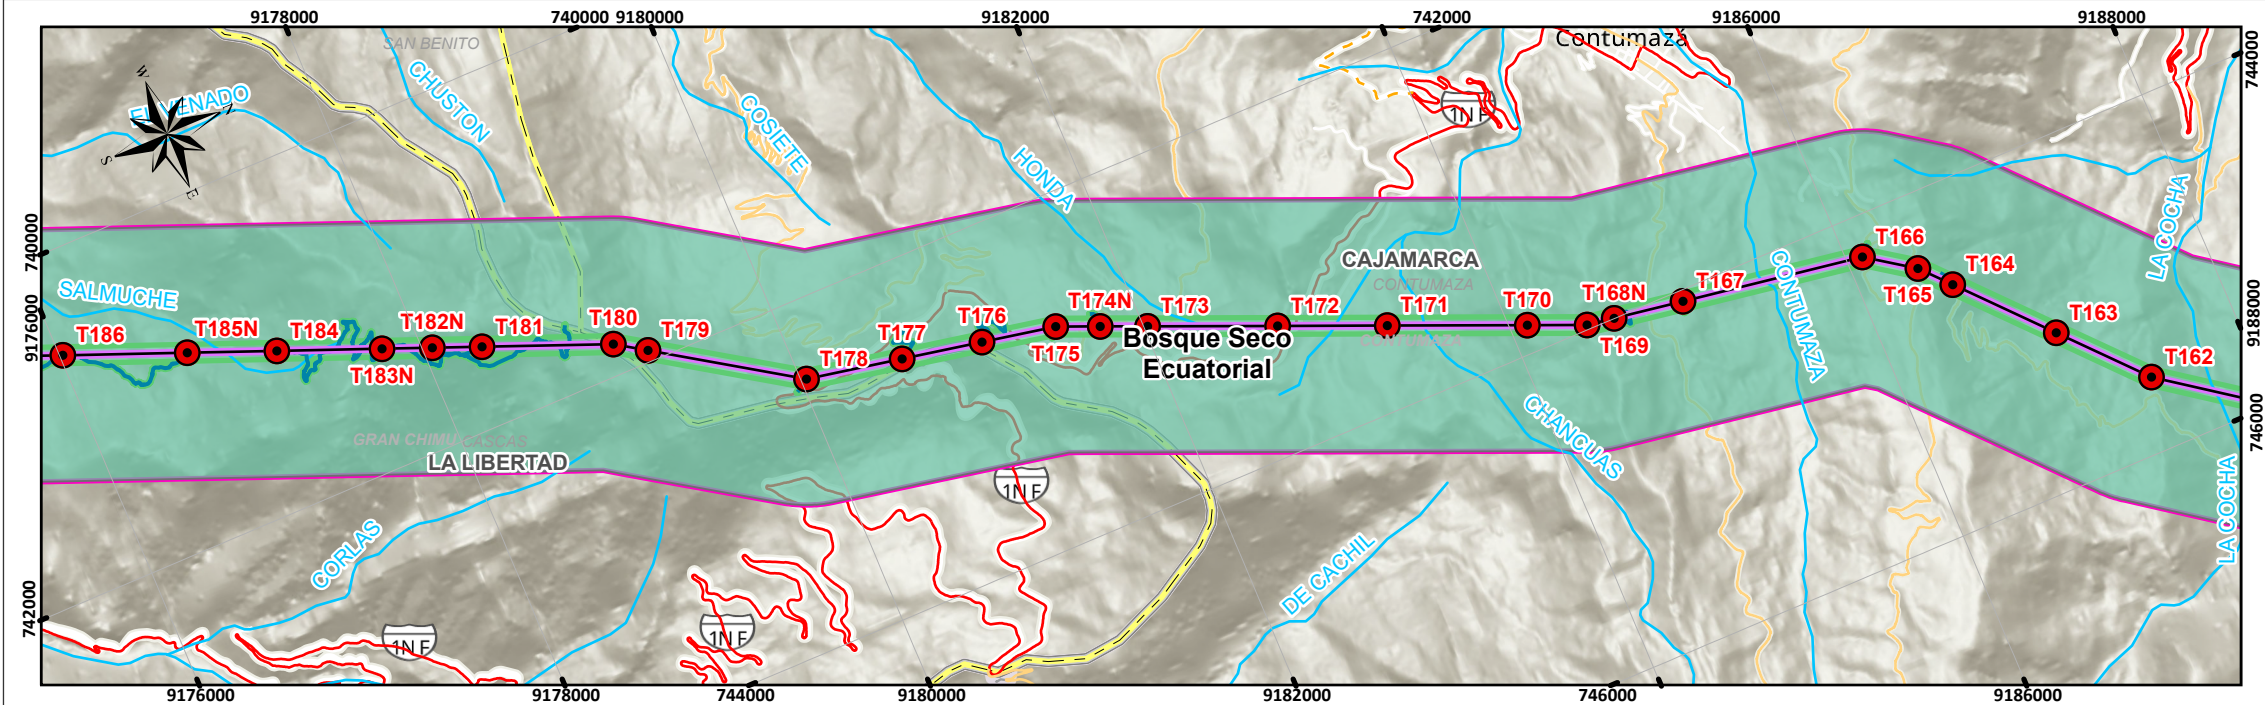 9178000
740000
9180000
9182000
742000
9186000
9188000
SAN BENITO
Contumazá
744000
W
CHUSTON
EL VENADO
COSIETE
1N F
S
E
HONDA
LA COCHA
740000
T166
CAJAMARCA
T164
CONTUMAZA
CONTUMAZA
T167
T165
SALMUCHE
T168N
T163
9188000
T174N
T173
T172
T171
T170
T176
T180
T182N
T181
T185N
T184
T186
9176000
T179
T177
T175
Bosque Seco
Ecuatorial
CONTUMAZA
T169
T178
T183N
T162
746000
CHANCUAS
GRAN CHIMU
CASCAS
LA LIBERTAD
1N F
LA COCHA
CORLAS
DE CACHIL
742000
1N F
1N F
9176000
9178000
744000
9180000
9182000
746000
9186000